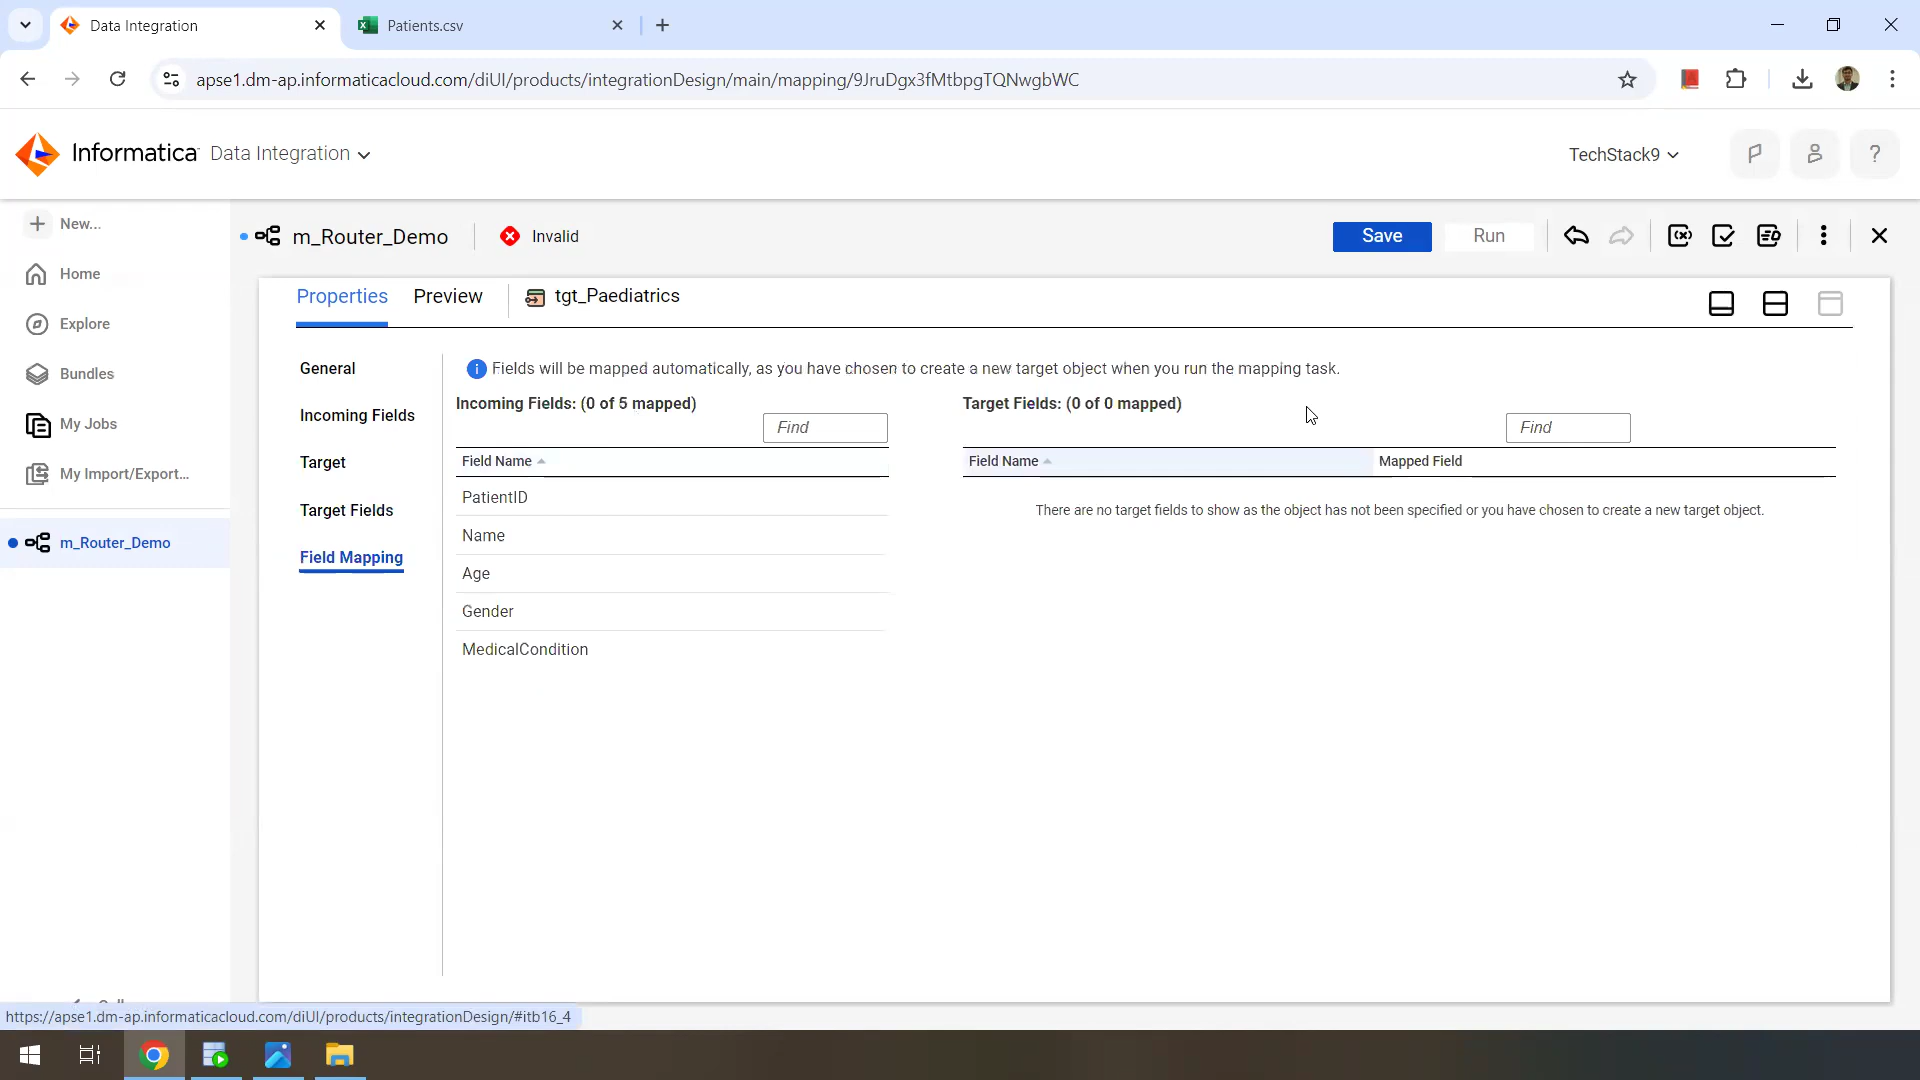 Data Integration
Patients.csv
apse1.dm-ap.informaticacloud.com/diUI/products/integrationDesign/main/mapping/9JruDgx3fMtbpgTQNwgbWC
Informatica Data Integration
TechStack9
?
New...
Home
Explore
Bundles
My Jobs
My Import/Export...
m_Router_Demo
m_Router_Demo
Invalid
Save
Run
Properties
Preview
tgt_Paediatrics
General
Incoming Fields
Target
Target Fields
Field Mapping
Fields will be mapped automatically, as you have chosen to create a new target object when you run the mapping task.
Incoming Fields: (0 of 5 mapped)
Find
Field Name
PatientID
Name
Age
Gender
MedicalCondition
Target Fields: (0 of 0 mapped)
Find
Field Name
Mapped Field
There are no target fields to show as the object has not been specified or you have chosen to create a new target object.
https://apse1.dm-ap.informaticacloud.com/diUI/products/integrationDesign/#itb16_4